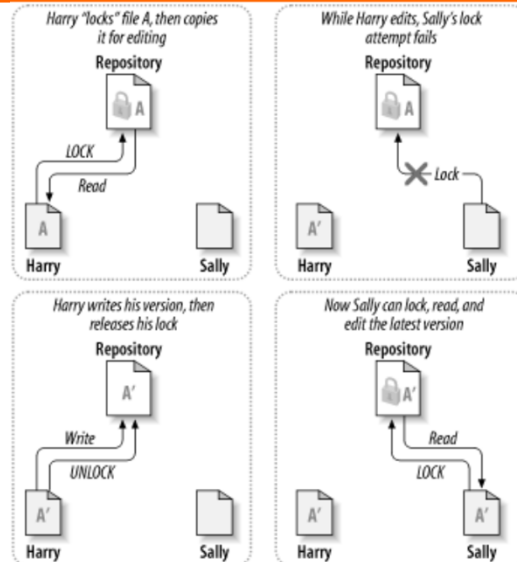 Harry "locks" file A, then copies
it for editing
Repository
A
LOCK
Read
A
Harry
Sally
While Harry edits, Sally's lock
attempt fails
Repository
A
Lock
A'
Harry
Sally
Harry writes his version, then
releases his lock
Repository
A'
Write
UNLOCK
A'
Harry
Sally
Now Sally can lock, read, and
edit the latest version
Repository
A'
Read
LOCK
A'
A'
Harry
Sally